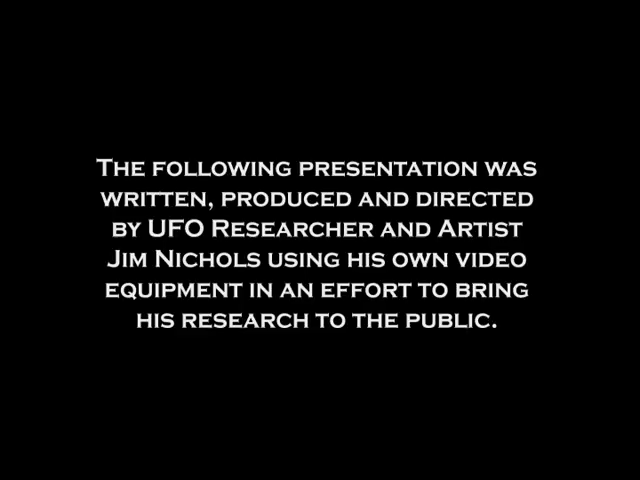 The following presentation was
written, produced and directed
by UFO Researcher and Artist
Jim Nichols using his own video
equipment in an effort to bring
his research to the public.